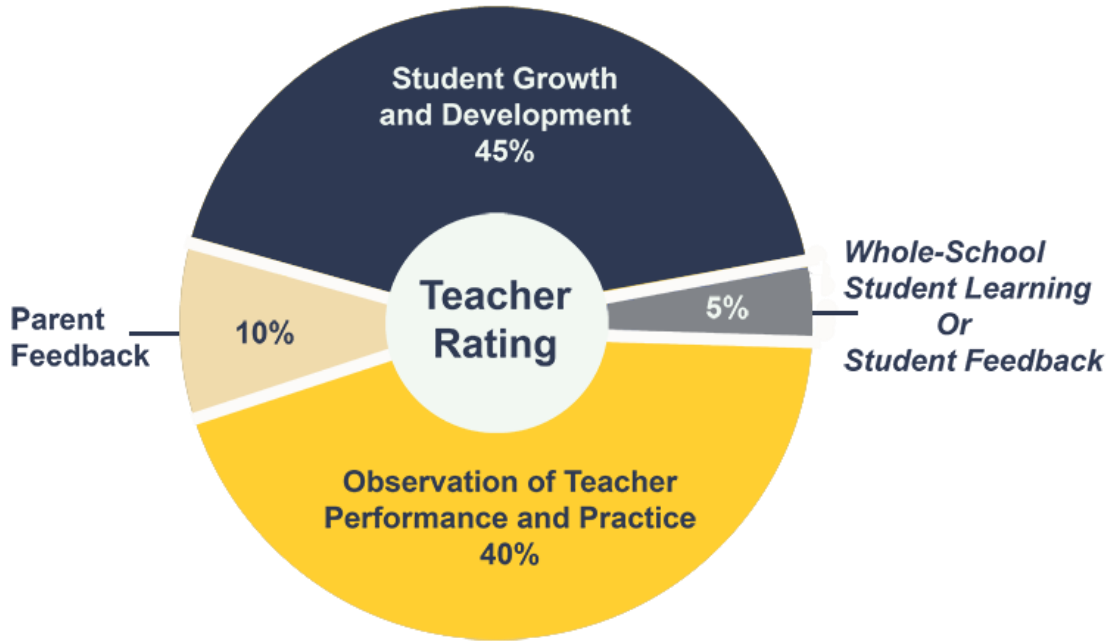 Student Growth
and Development
45%
Whole-School
Student Learning
Or
Student Feedback
5%
Teacher
Rating
Parent
Feedback
10%
Observation of Teacher
Performance and Practice
40%